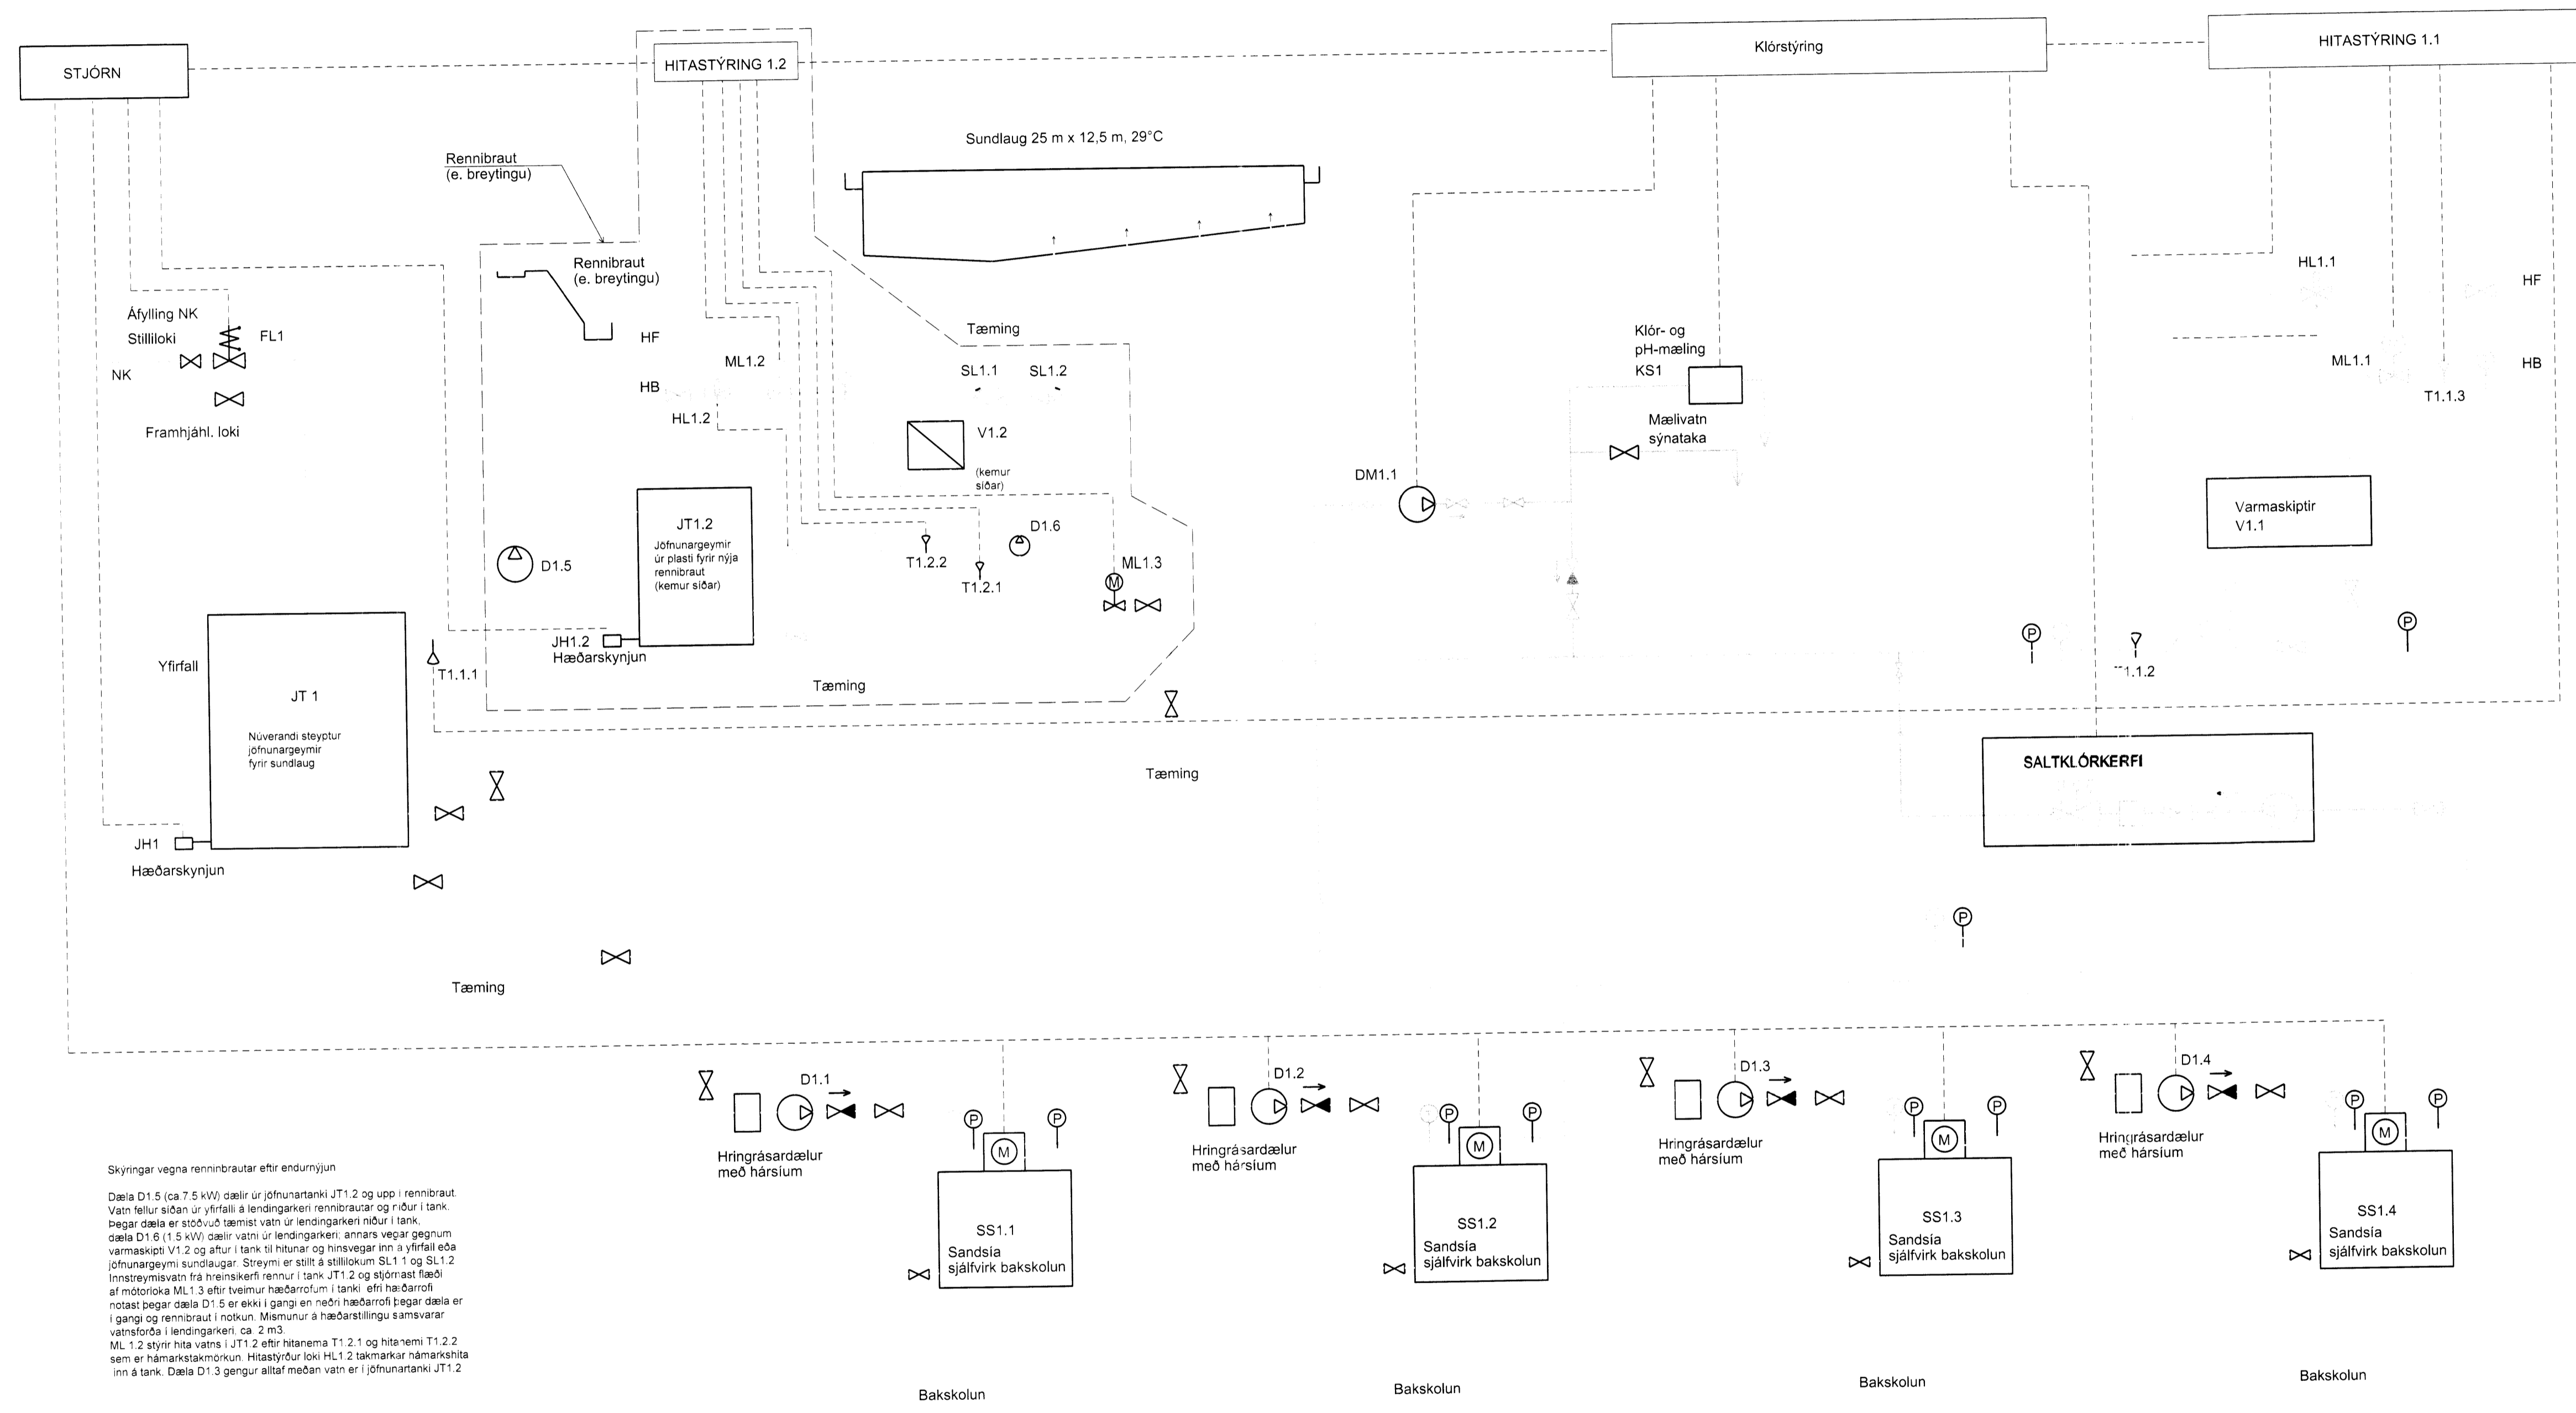 STJÓRN
HITASTÝRING 1.2
Klórstýring
HITASTÝRING 1.1
Sundlaug 25 m x 12,5 m, 29°C
Rennibraut
(e. breytingu)
Rennibraut
(e. breytingu)
Áfylling NK
Stilliloki
FL1
NK
Framhjáhl. loki
HF
HB
ML1.2
HL1.2
Tæming
SL1.1
SL1.2
V1.2
(kemur
síðar)
Klór- og
pH-mæling
KS1
Mælivatn
sýnataka
DM1.1
HL1.1
HF
ML1.1
HB
T1.1.3
Varmaskiptir
V1.1
JT1.2
Jöfnunargeymir
úr plasti fyrir nýja
rennibraut
(kemur síðar)
D1.5
D1.6
T1.2.2
T1.2.1
ML1.3
M
JH1.2
Hæðarskynjun
Yfirfall
T1.1.1
JT 1
Núverandi steyptur
jöfnunargeymir
fyrir sundlaug
Tæming
P
P
1.1.2
Tæming
SALTKLÓRKERFI
JH1
Hæðarskynjun
P
Tæming
D1.1
Hringrásardælur
með hársíum
P
P
M
SS1.1
Sandsía
sjálfvirk bakskolun
D1.2
Hringrásardælur
með hársíum
P
P
M
SS1.2
Sandsía
sjálfvirk bakskolun
D1.3
Hringrásardælur
með hársíum
P
P
M
SS1.3
Sandsía
sjálfvirk bakskolun
D1.4
Hringrásardælur
með hársíum
P
P
M
SS1.4
Sandsía
sjálfvirk bakskolun
Skýringar vegna renninbrautar eftir endurnýjun
Dæla D1.5 (ca.7.5 kW) dælir úr jöfnunartanki JT1.2 og upp í rennibraut.
Vatn fellur síðan úr yfirfalli á lendingarkeri rennibrautar og niður í tank.
Þegar dæla er stöðvuð tæmist vatn úr lendingarkeri niður í tank,
dæla D1.6 (1.5 kW) dælir vatni úr lendingarkeri; annars vegar gegnum
varmaskipti V1.2 og aftur í tank til hitunar og hinsvegar inn á yfirfall eða
jöfnunargeymi sundlaugar. Streymi er stillt á stillilokum SL1.1 og SL1.2
Innstreymisvatn frá hreinsikerfi rennur í tank JT1.2 og stjórnast flæði
af mótorloka ML1.3 eftir tveimur hæðarrofum í tanki efri hæðarrofi
notast þegar dæla D1.5 er ekki í gangi en neðri hæðarrofi þegar dæla er
í gangi og rennibraut í notkun. Mismunur á hæðarstillingu samsvarar
vatnsforða í lendingarkeri, ca. 2 m3.
ML 1.2 stýrir hita vatns í JT1.2 eftir hitanema T1.2.1 og hitanemi T1.2.2
sem er hámarkstakmörkun. Hitastýrður loki HL1.2 takmarkar hámarkshita
inn á tank. Dæla D1.3 gengur alltaf meðan vatn er í jöfnunartanki JT1.2
Bakskolun
Bakskolun
Bakskolun
Bakskolun